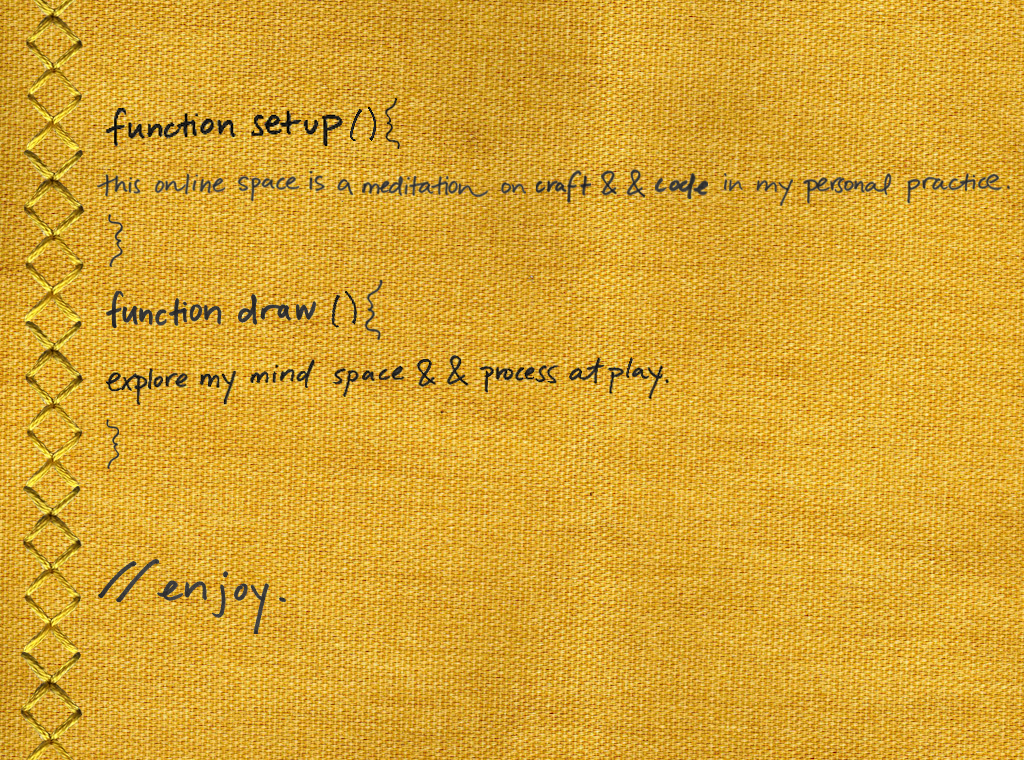 function setup(){
this online space is a meditation on craft & & code in my personal practice.
}
function draw(){
explore my mind space & & process at play.
}
//enjoy.